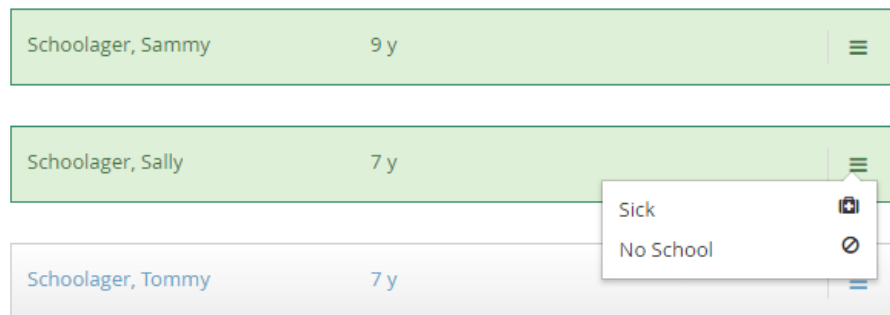 Schoolager, Sammy 9 y
Schoolager, Sally 7 y
Sick
No School
Schoolager, Tommy 7 y